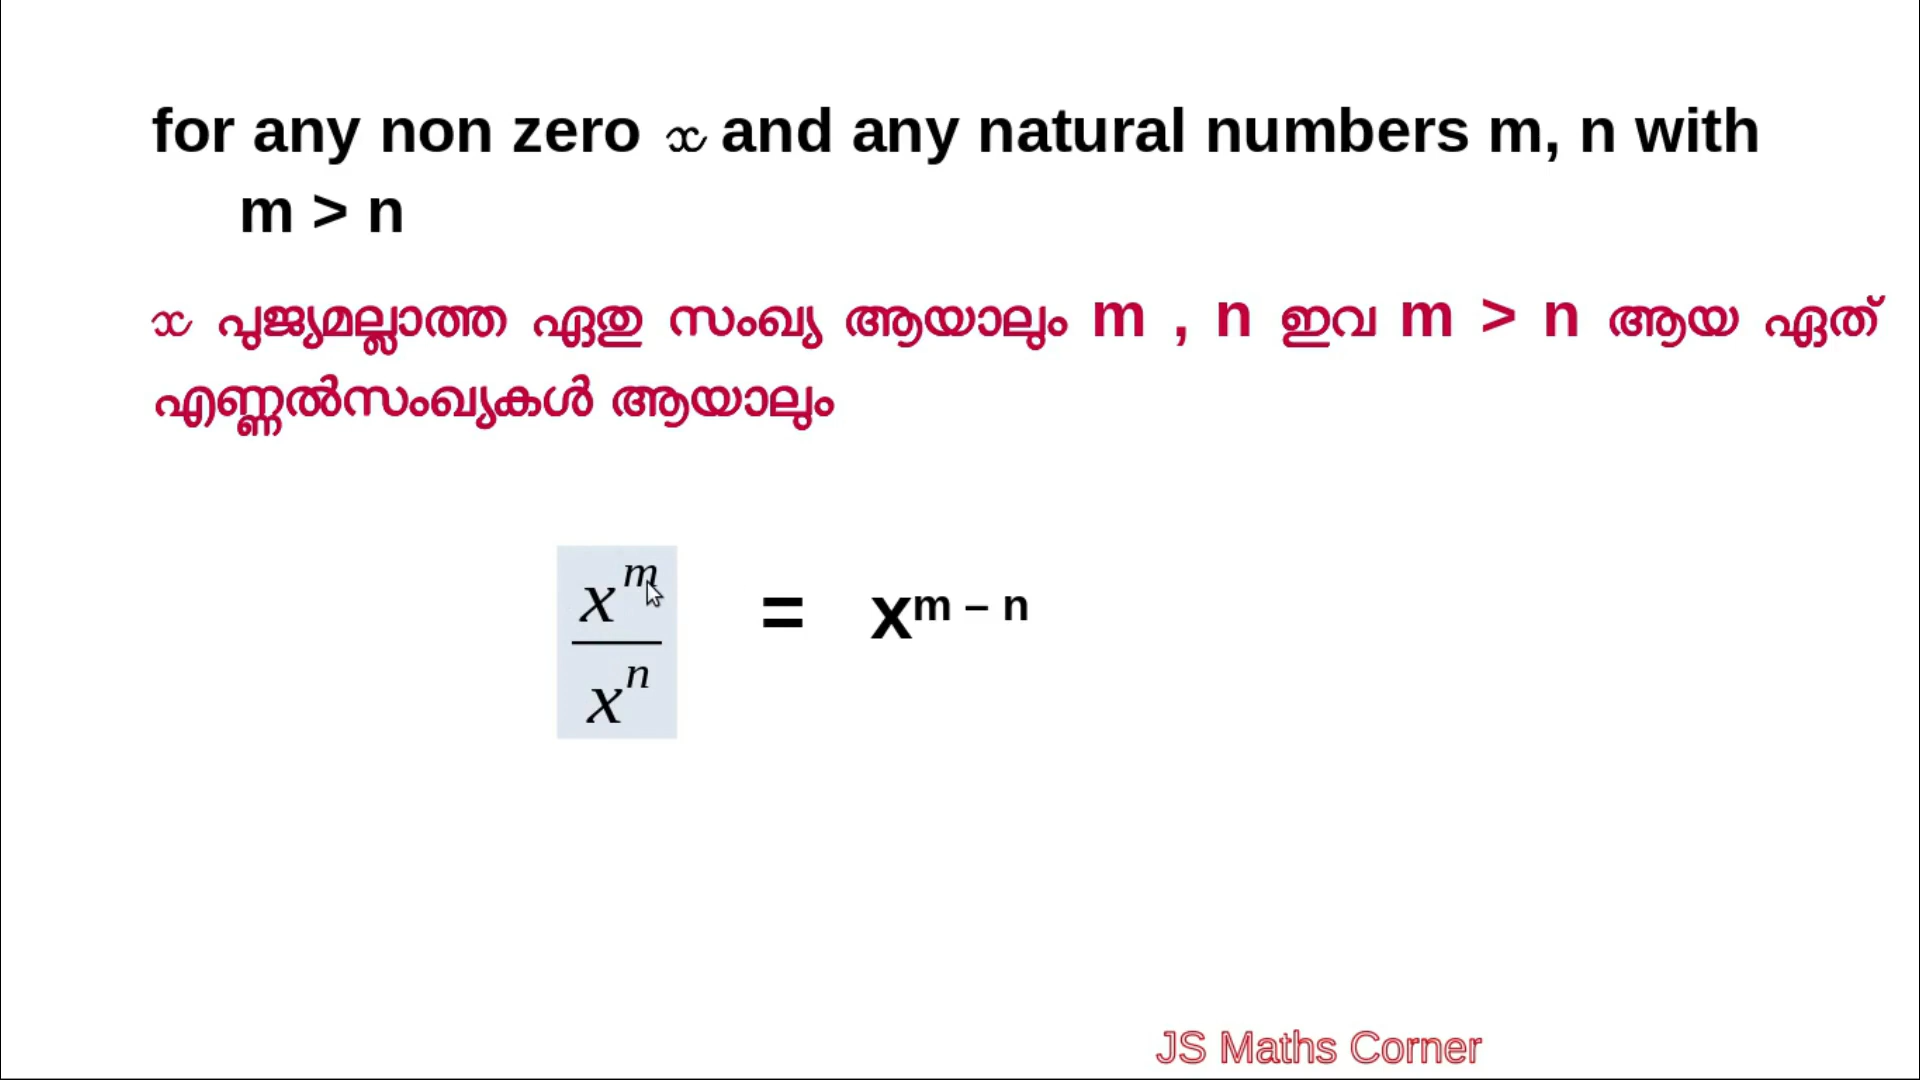 for any non zero x and any natural numbers m, n with
m > n
x പുജ്യമല്ലാത്ത ഏതു സംഖ്യ ആയാലും m , n ഇവ m > n ആയ ഏത്
എണ്ണൽസംഖ്യകൾ ആയാലും
x^m / x^n = x^(m – n)
JS Maths Corner